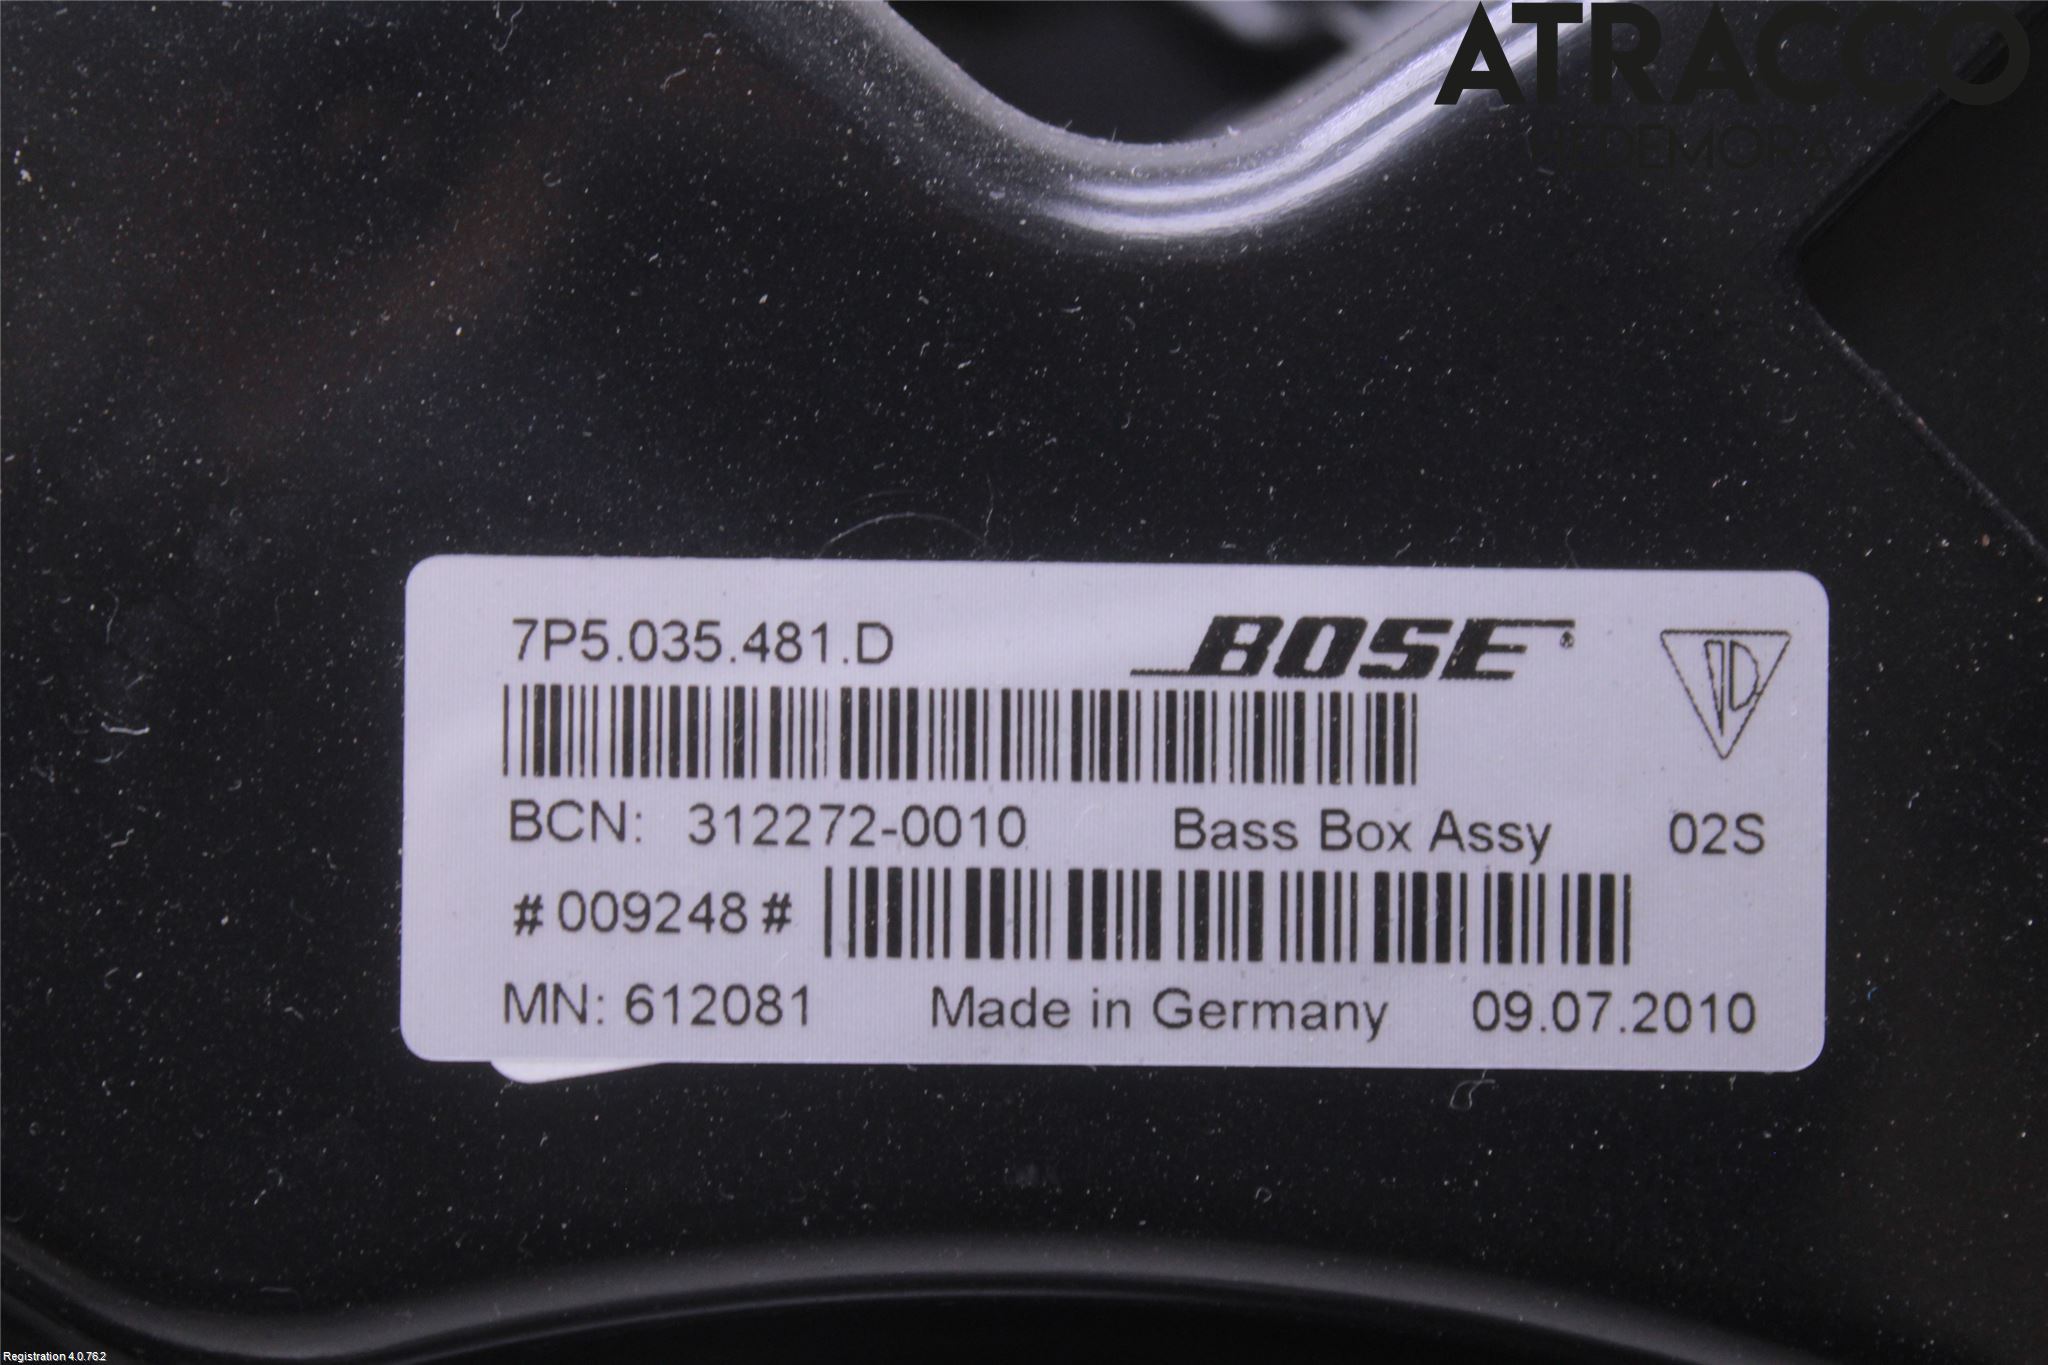 ATRACCO
HEDEMORA
7P5.035.481.D
BOSE®
BCN: 312272-0010 Bass Box Assy 02S
#009248#
MN: 612081 Made in Germany 09.07.2010
Registration 4.0.76.2